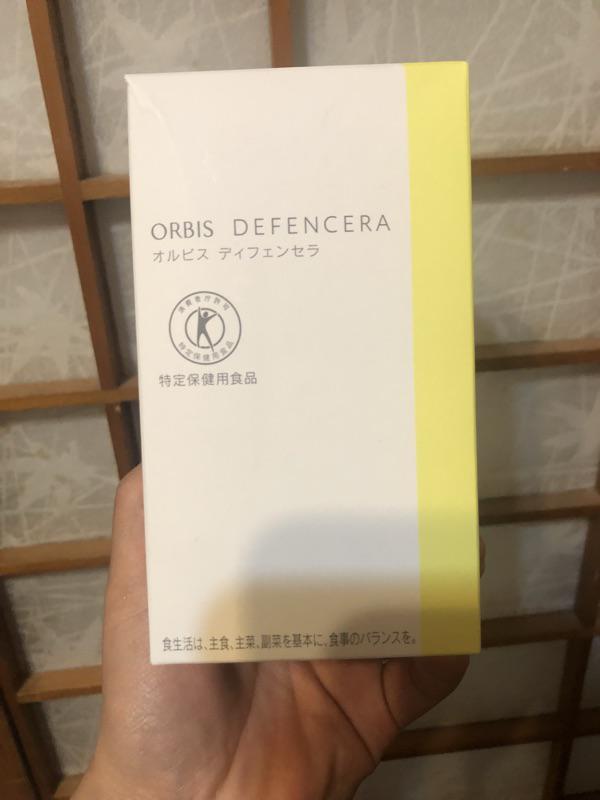 ORBIS DEFENCERA
オルビス ディフェンセラ
消費者庁許可
特定保健用食品
特定保健用食品
食生活は、主食、主菜、副菜を基本に、食事のバランスを。